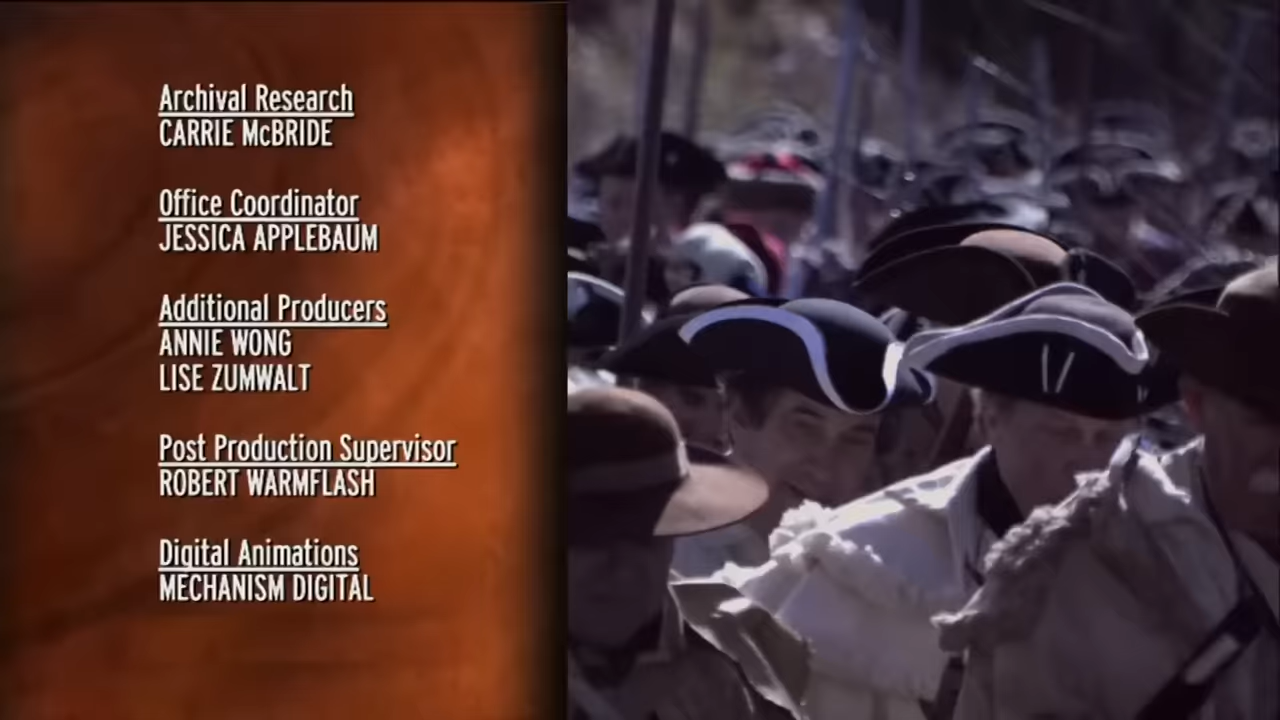 Archival Research
CARRIE McBRIDE
Office Coordinator
JESSICA APPLEBAUM
Additional Producers
ANNIE WONG
LISE ZUMWALT
Post Production Supervisor
ROBERT WARMFLASH
Digital Animations
MECHANISM DIGITAL